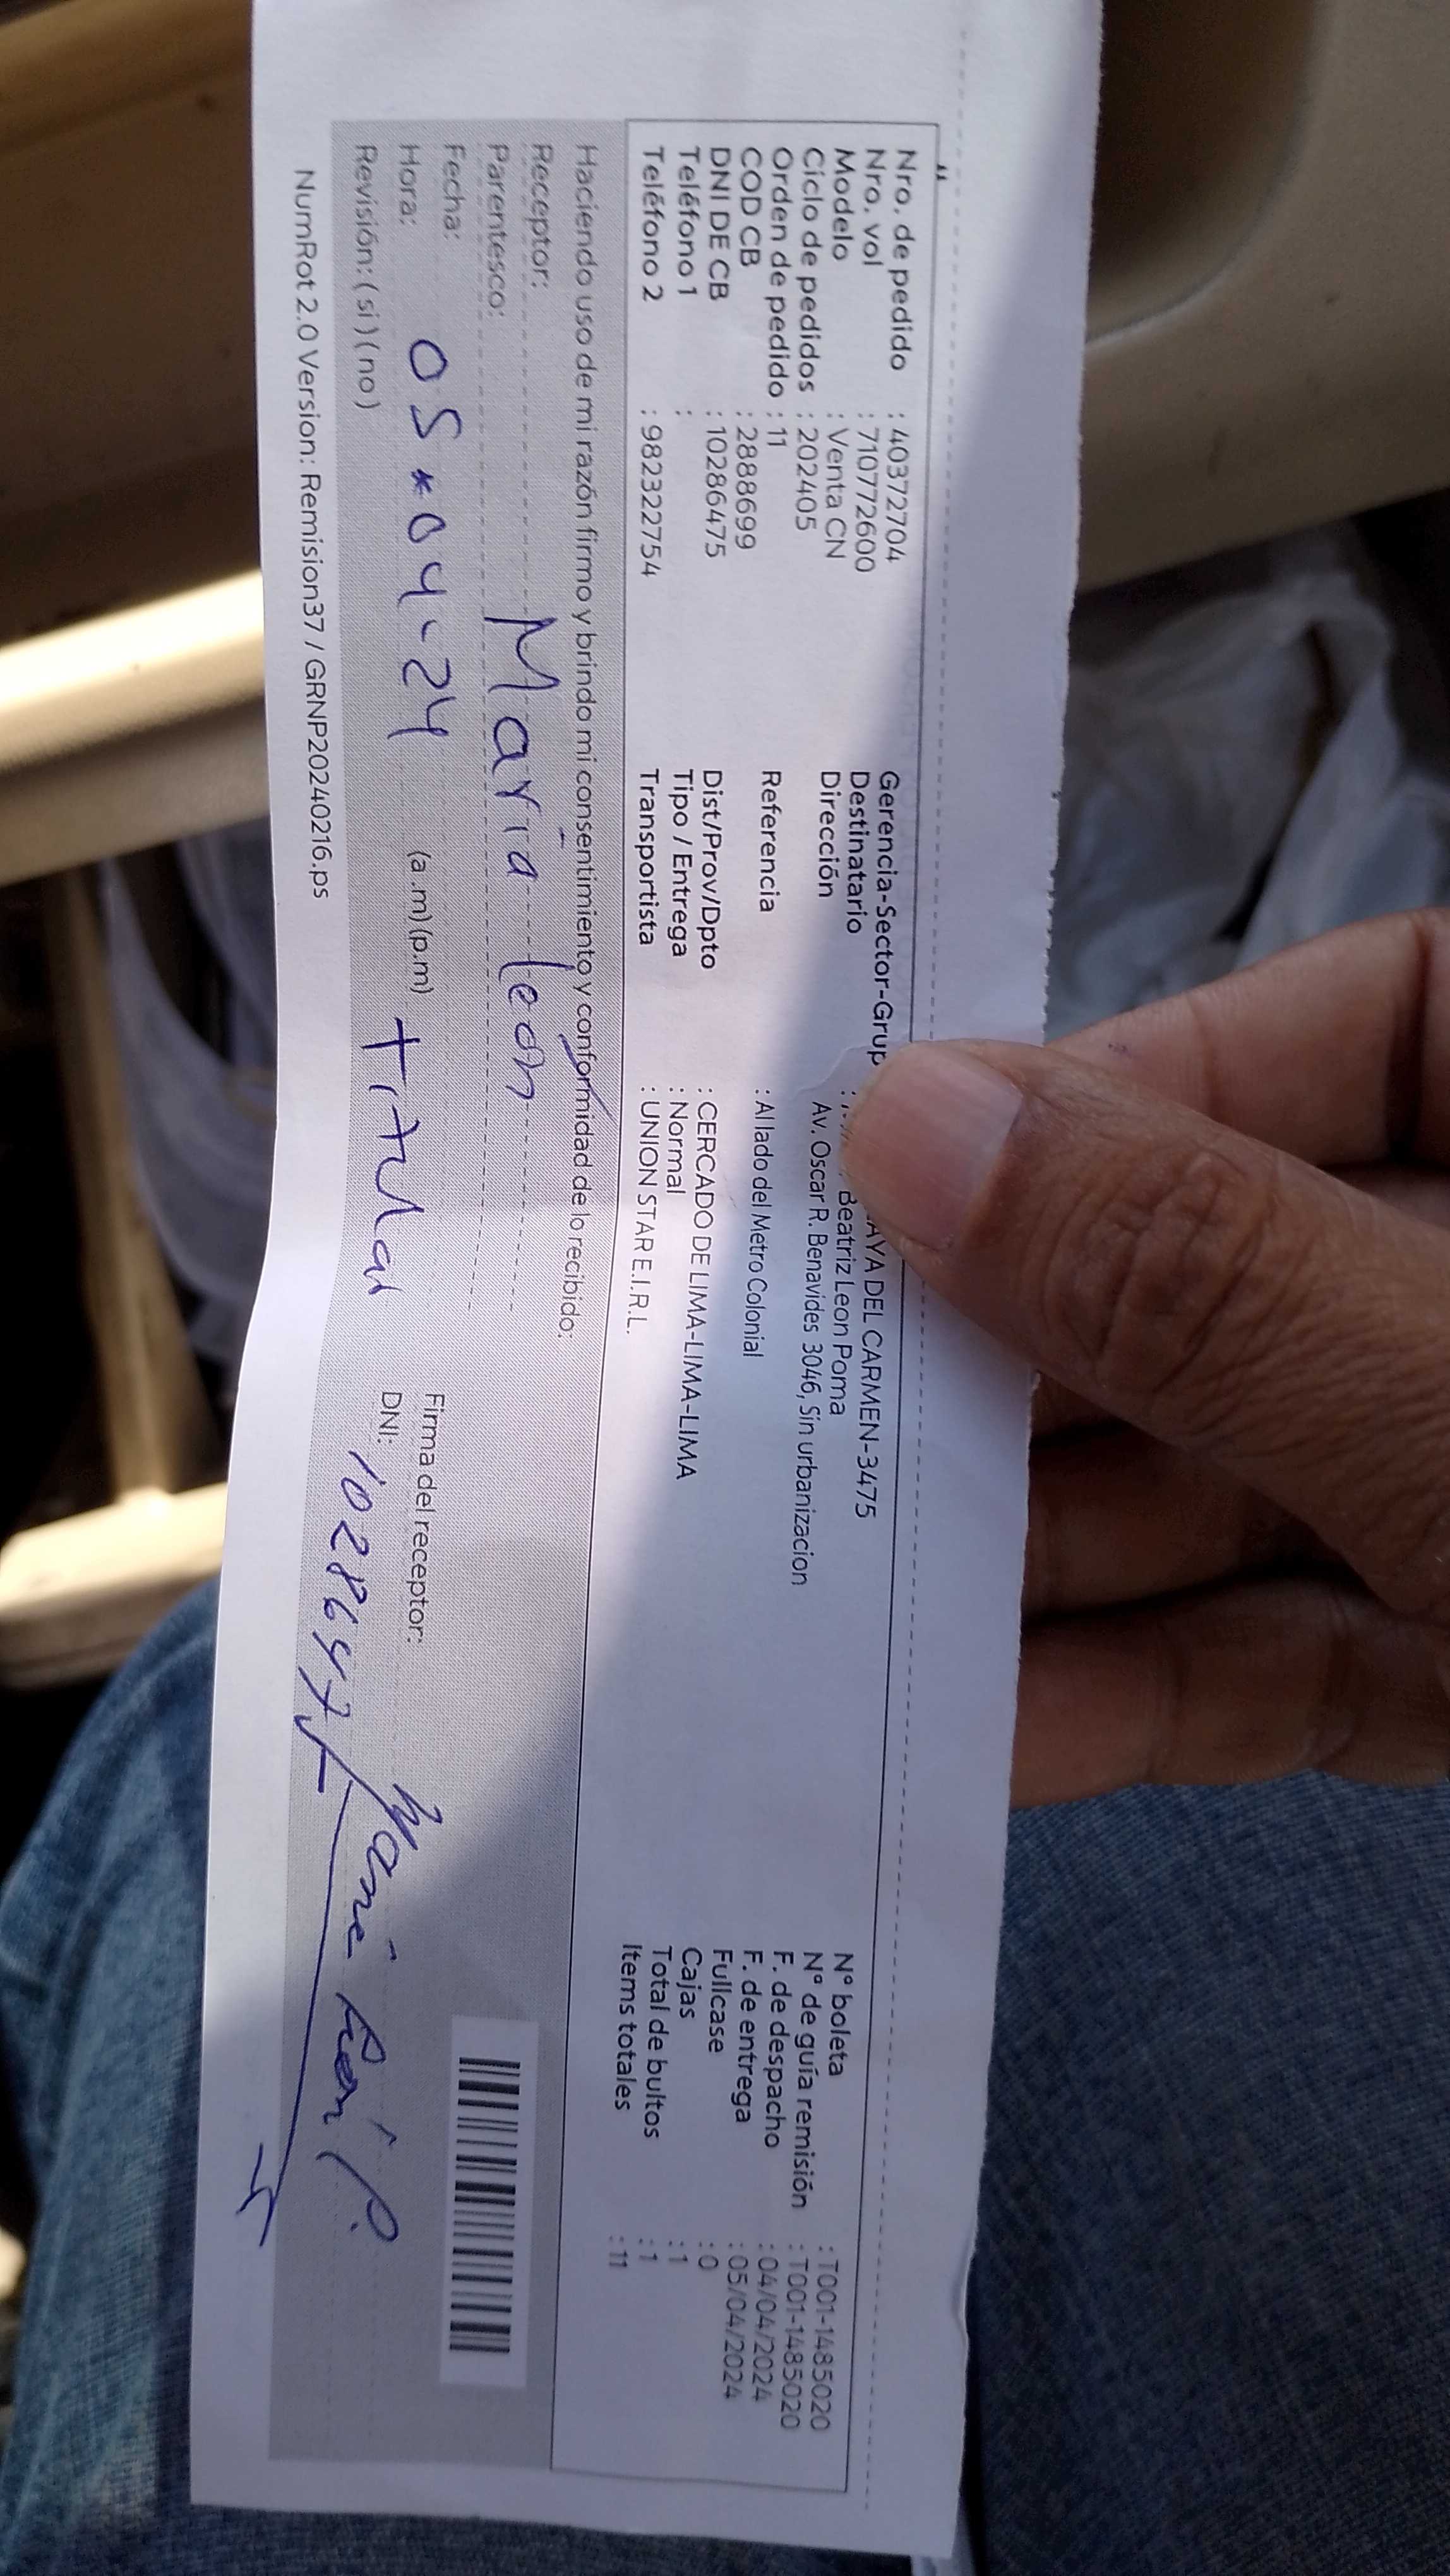 Nro. de pedido : 40372704
Nro. vol : 710772600
Modelo : Venta CN
Ciclo de pedidos : 202405
Orden de pedido : 11
COD CB : 2888699
DNI DE CB : 10286475
Teléfono 1 :
Teléfono 2 : 982322754
Gerencia-Sector-Grup AYA DEL CARMEN-3475
Destinatario : Beatriz Leon Poma
Dirección Av. Oscar R. Benavides 3046, Sin urbanizacion
Referencia : Al lado del Metro Colonial
Dist/Prov/Dpto : CERCADO DE LIMA-LIMA-LIMA
Tipo / Entrega : Normal
Transportista : UNION STAR E.I.R.L.
N° boleta : T001-1485020
N° de guía remisión : T001-1485020
F. de despacho : 04/04/2024
F. de entrega : 05/04/2024
Fullcase : 0
Cajas : 1
Total de bultos : 1
Items totales : 11
Haciendo uso de mi razón firmo y brindo mi consentimiento y conformidad de lo recibido:
Receptor: María León
Parentesco:
Fecha: 05*04-24
Hora: (a.m)(p.m) titular
Revisión: ( si ) ( no )
Firma del receptor: María León P.
DNI: 10286475
NumRot 2.0 Version: Remision37 / GRNP20240216.ps